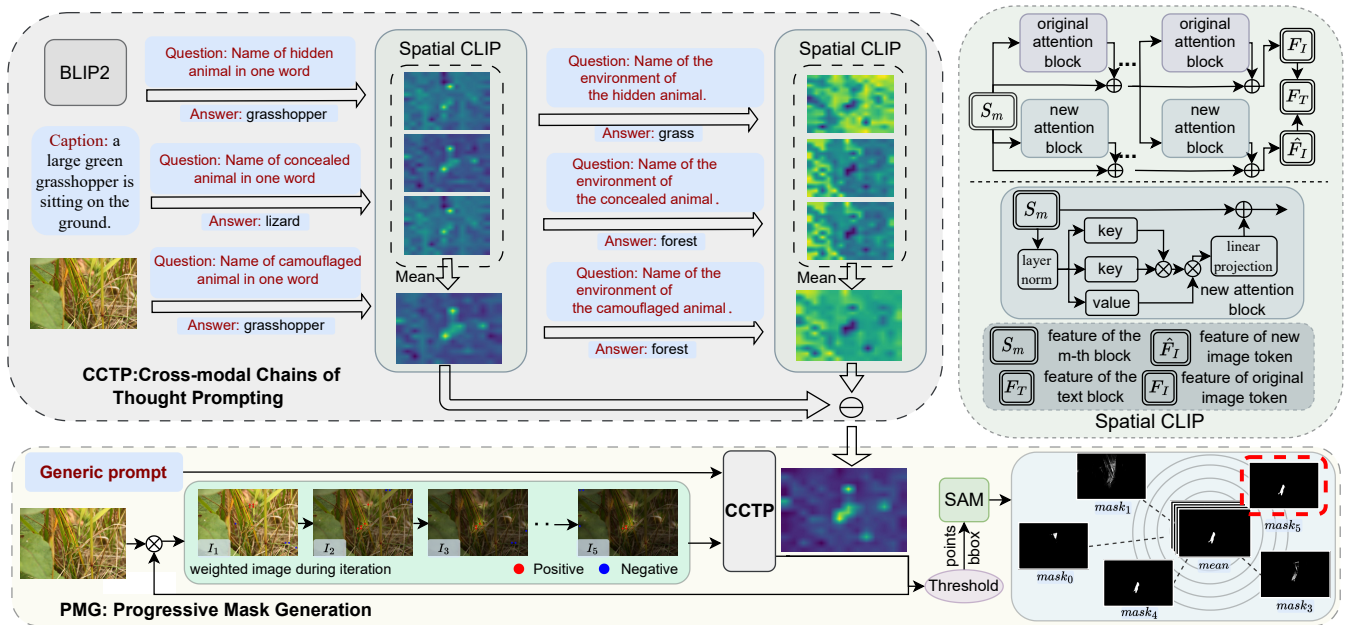 BLIP2
Caption: a
large green
grasshopper is
sitting on the
ground.
Question: Name of hidden
animal in one word
Answer: grasshopper
Question: Name of concealed
animal in one word
Answer: lizard
Question: Name of camouflaged
animal in one word
Answer: grasshopper
Spatial CLIP
Mean
Question: Name of the
environment of
the hidden animal.
Answer: grass
Question: Name of the
environment of
the concealed animal.
Answer: forest
Question: Name of the
environment of
the camouflaged animal.
Answer: forest
Spatial CLIP
Mean
CCTP:Cross-modal Chains of
Thought Prompting
original
attention
block
...
original
attention
block
F_I
S_m
F_T
new
attention
block
...
new
attention
block
F̂_I
S_m
layer
norm
key
key
value
linear
projection
new attention
block
S_m
feature of the
m-th block
F̂_I
feature of new
image token
F_T
feature of the
text block
F_I
feature of original
image token
Spatial CLIP
Generic prompt
I_1
I_2
I_3
...
I_5
weighted image during iteration
Positive
Negative
CCTP
SAM
points
bbox
Threshold
mask_1
mask_5
mask_0
mean
mask_4
mask_3
PMG: Progressive Mask Generation